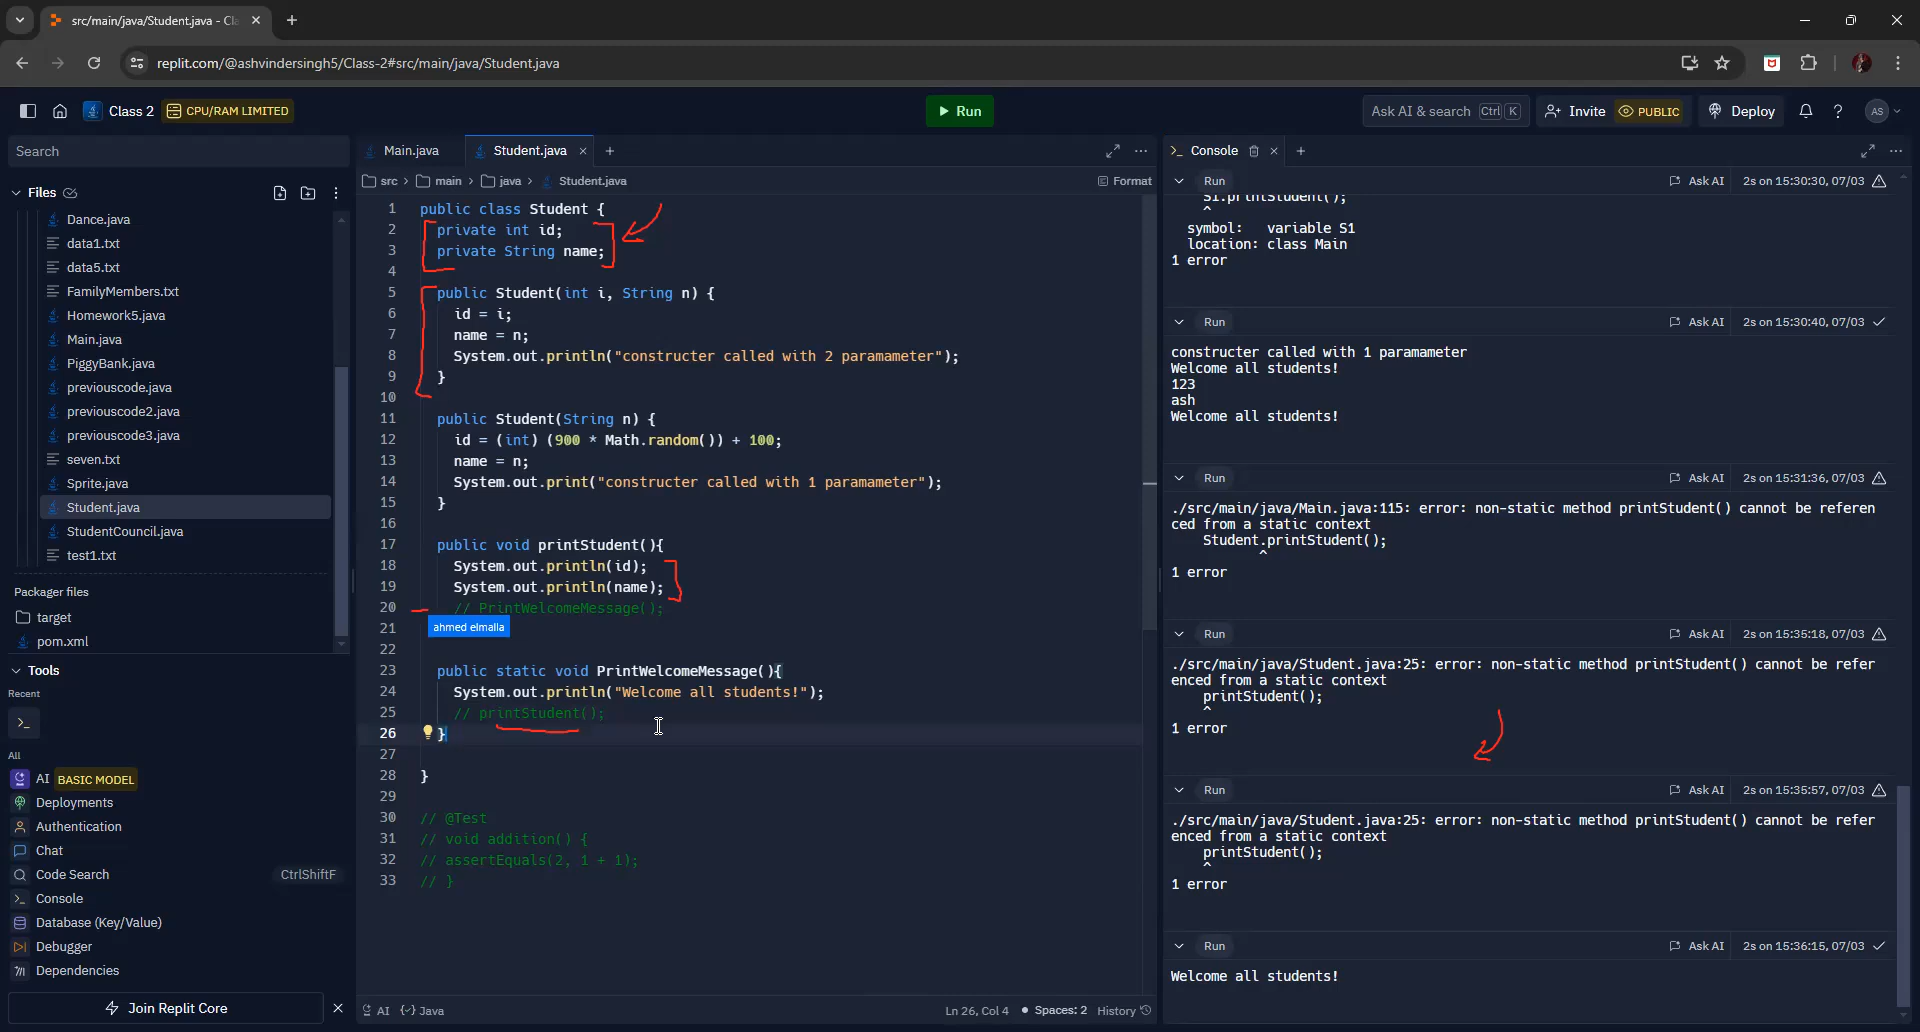 src/main/java/Student.java - Cla
replit.com/@ashvindersingh5/Class-2#src/main/java/Student.java
Class 2
CPU/RAM LIMITED
Run
Ask AI & search Ctrl K
Invite
PUBLIC
Deploy
AS
Search
Files
Dance.java
data1.txt
data5.txt
FamilyMembers.txt
Homework5.java
Main.java
PiggyBank.java
previouscode.java
previouscode2.java
previouscode3.java
seven.txt
Sprite.java
Student.java
StudentCouncil.java
test1.txt
Packager files
target
pom.xml
Tools
Recent
All
AI BASIC MODEL
Deployments
Authentication
Chat
Code Search CtrlShiftF
Console
Database (Key/Value)
Debugger
Dependencies
Join Replit Core
Main.java
Student.java
src > main > java > Student.java
Format
1 public class Student {
2 private int id;
3 private String name;
4
5 public Student(int i, String n) {
6 id = i;
7 name = n;
8 System.out.println("constructer called with 2 paramameter");
9 }
10
11 public Student(String n) {
12 id = (int) (900 * Math.random()) + 100;
13 name = n;
14 System.out.print("constructer called with 1 paramameter");
15 }
16
17 public void printStudent(){
18 System.out.println(id);
19 System.out.println(name);
20 // PrintWelcomeMessage();
21
ahmed elmalla
22
23 public static void PrintWelcomeMessage(){
24 System.out.println("Welcome all students!");
25 // printStudent();
26 }
27
28 }
29
30 // @Test
31 // void addition() {
32 // assertEquals(2, 1 + 1);
33 // }
AI
Java
Ln 26, Col 4
Spaces: 2
History
Console
Run Ask AI 2s on 15:30:30, 07/03
S1.printStudent();
^
symbol: variable S1
location: class Main
1 error
Run Ask AI 2s on 15:30:40, 07/03
constructer called with 1 paramameter
Welcome all students!
123
ash
Welcome all students!
Run Ask AI 2s on 15:31:36, 07/03
./src/main/java/Main.java:115: error: non-static method printStudent() cannot be referen
ced from a static context
Student.printStudent();
^
1 error
Run Ask AI 2s on 15:35:18, 07/03
./src/main/java/Student.java:25: error: non-static method printStudent() cannot be refer
enced from a static context
printStudent();
^
1 error
Run Ask AI 2s on 15:35:57, 07/03
./src/main/java/Student.java:25: error: non-static method printStudent() cannot be refer
enced from a static context
printStudent();
^
1 error
Run Ask AI 2s on 15:36:15, 07/03
Welcome all students!